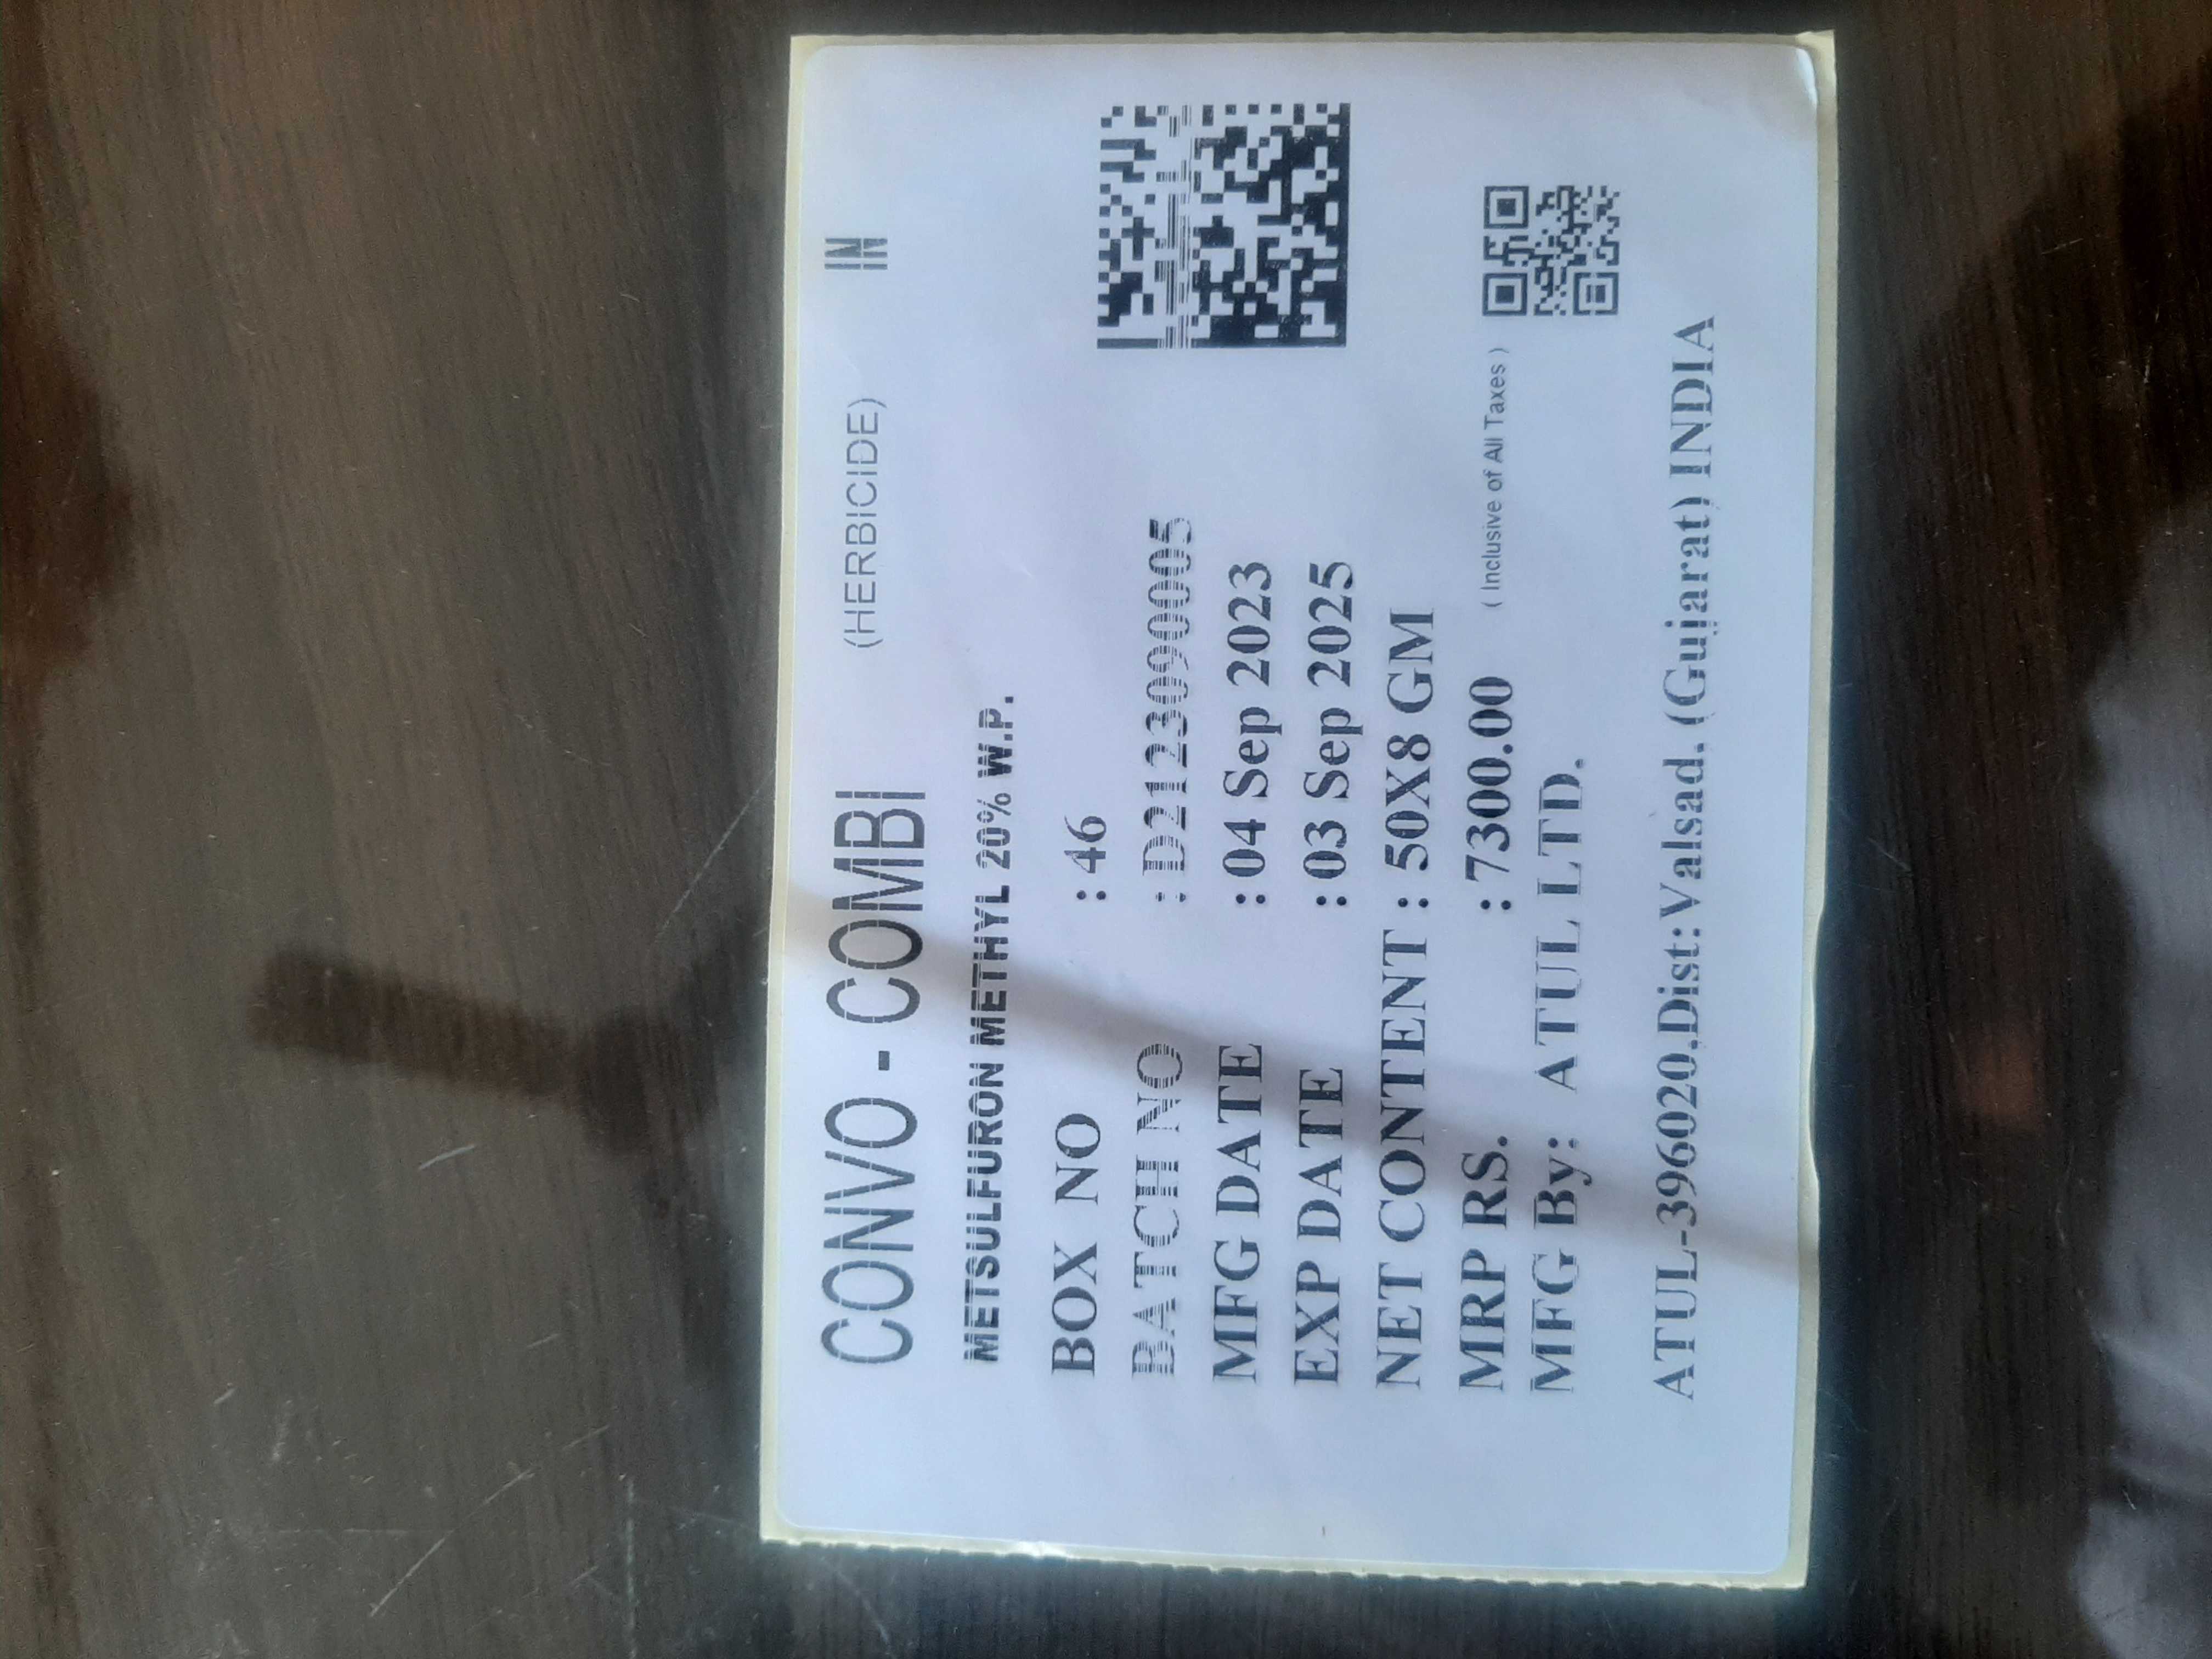 CONVO - COMBI (HERBICIDE) IN
METSULFURON METHYL 20% W.P.
BOX NO : 46
BATCH NO : D2123090005
MFG DATE : 04 Sep 2023
EXP DATE : 03 Sep 2025
NET CONTENT : 50X8 GM
MRP RS. : 7300.00 ( Inclusive of All Taxes )
MFG By: ATUL LTD.
ATUL-396020,Dist: Valsad, (Gujarat) INDIA